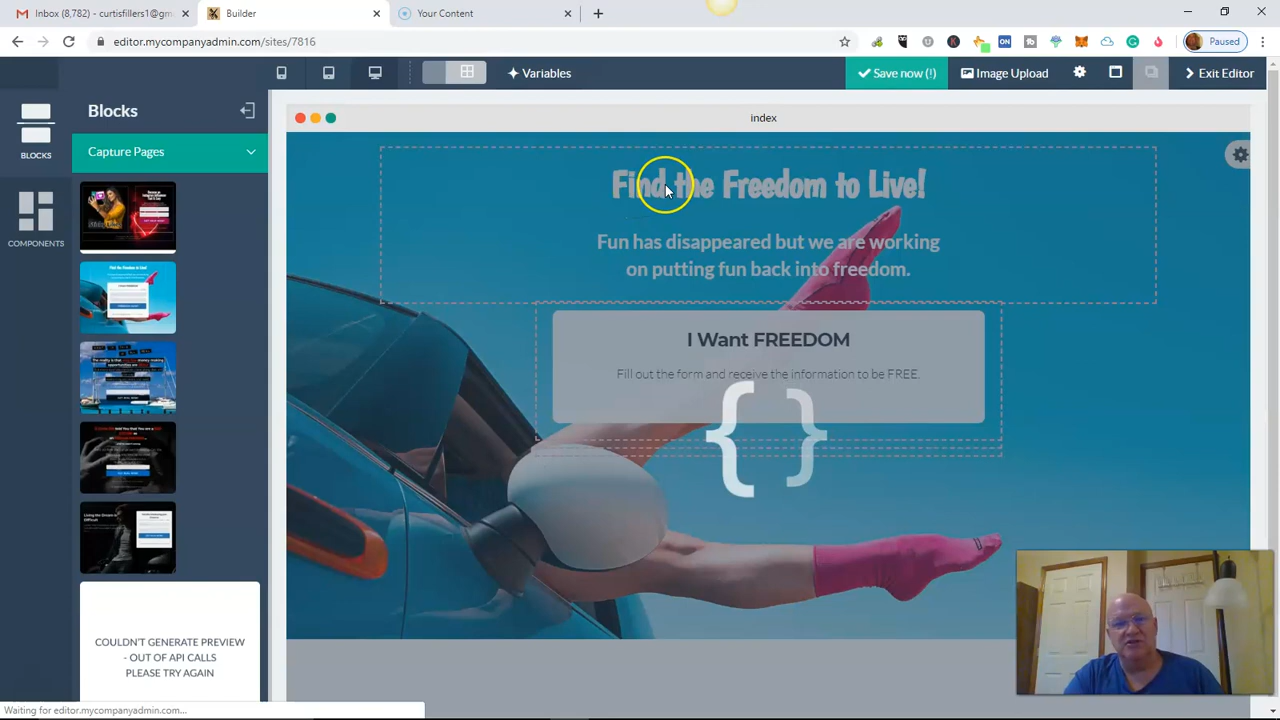 Inbox (8,782) - curtisfillers1@gm
Builder
Your Content
editor.mycompanyadmin.com/sites/7816
Paused
Variables
Save now (!)
Image Upload
Exit Editor
BLOCKS
COMPONENTS
Blocks
Capture Pages
COULDN'T GENERATE PREVIEW
- OUT OF API CALLS
PLEASE TRY AGAIN
index
Find the Freedom to Live!
Fun has disappeared but we are working
on putting fun back into freedom.
I Want FREEDOM
Fill out the form and receive the information to be FREE.
{ }
Waiting for editor.mycompanyadmin.com...